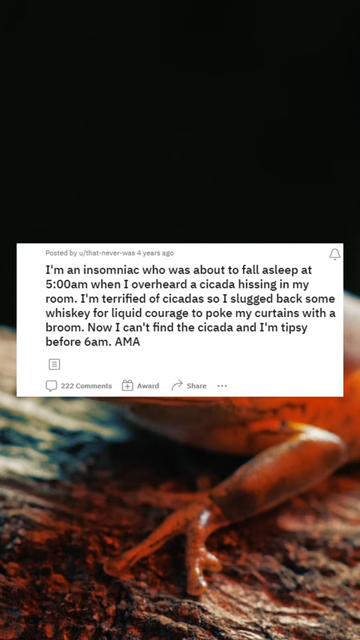 Posted by u/that-never-was 4 years ago
I'm an insomniac who was about to fall asleep at
5:00am when I overheard a cicada hissing in my
room. I'm terrified of cicadas so I slugged back some
whiskey for liquid courage to poke my curtains with a
broom. Now I can't find the cicada and I'm tipsy
before 6am. AMA
222 Comments Award Share ...